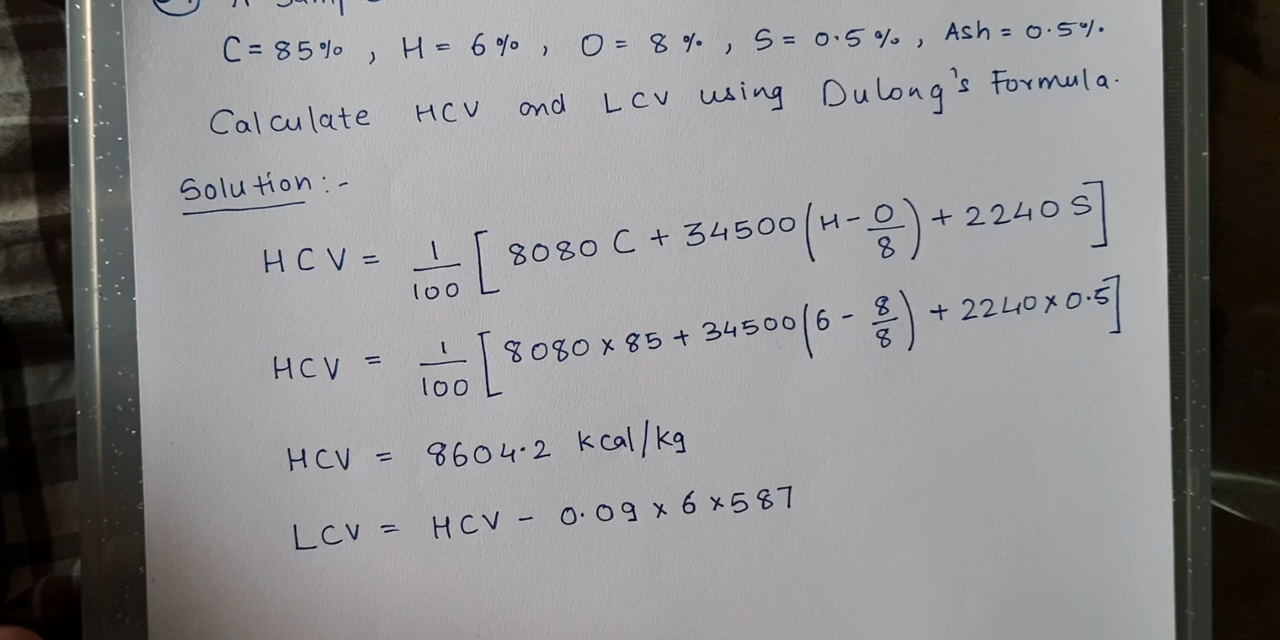 C = 85% , H = 6% , O = 8 % , S = 0.5 % , Ash = 0.5%.
Calculate HCV and LCV using Dulong's Formula.
Solution :-
HCV = 1/100 [ 8080 C + 34500 (H - O/8) + 2240 S]
HCV = 1/100 [ 8080 × 85 + 34500 (6 - 8/8) + 2240 × 0.5]
HCV = 8604.2 kcal/kg
LCV = HCV - 0.09 × 6 × 587